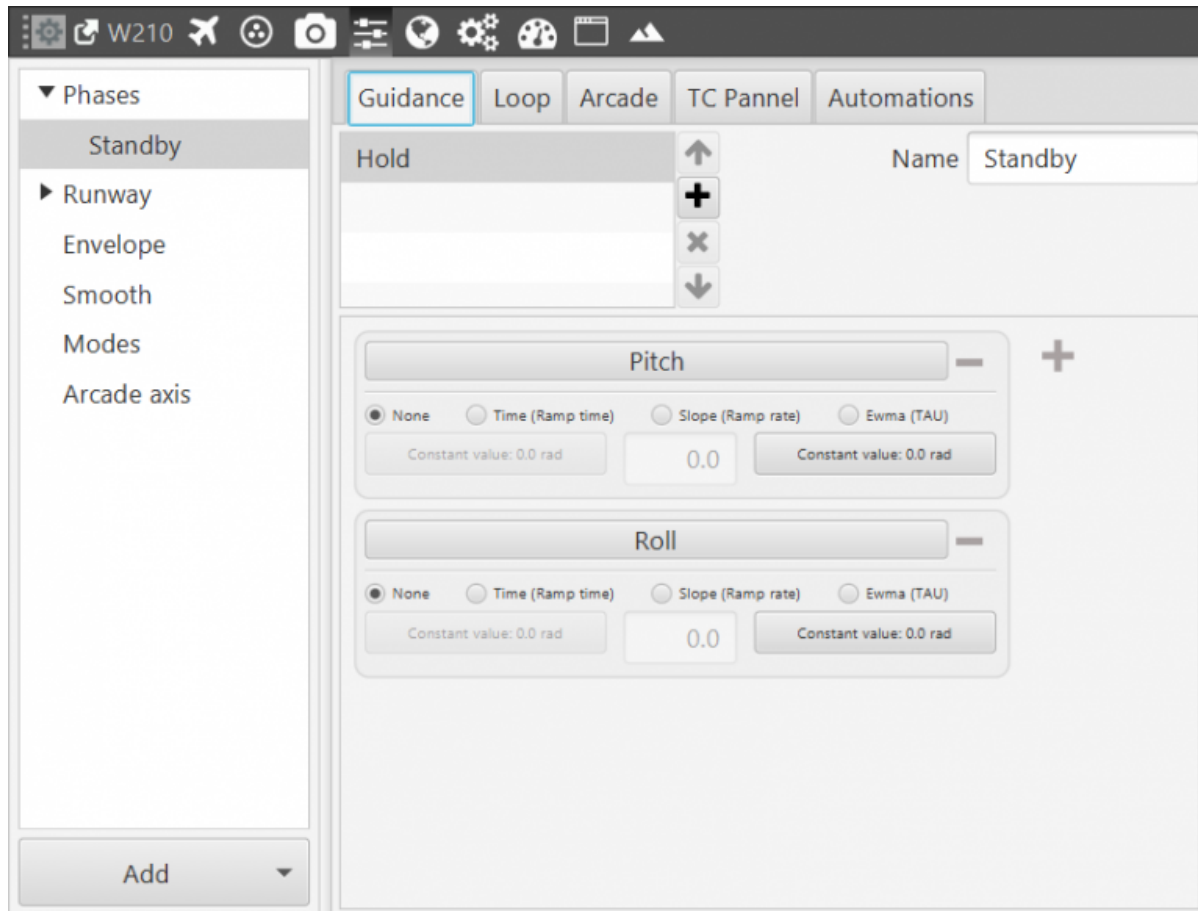 W210
Phases
Standby
Runway
Envelope
Smooth
Modes
Arcade axis
Add
Guidance Loop Arcade TC Pannel Automations
Hold
Name Standby
Pitch
None Time (Ramp time) Slope (Ramp rate) Ewma (TAU)
Constant value: 0.0 rad 0.0 Constant value: 0.0 rad
Roll
None Time (Ramp time) Slope (Ramp rate) Ewma (TAU)
Constant value: 0.0 rad 0.0 Constant value: 0.0 rad